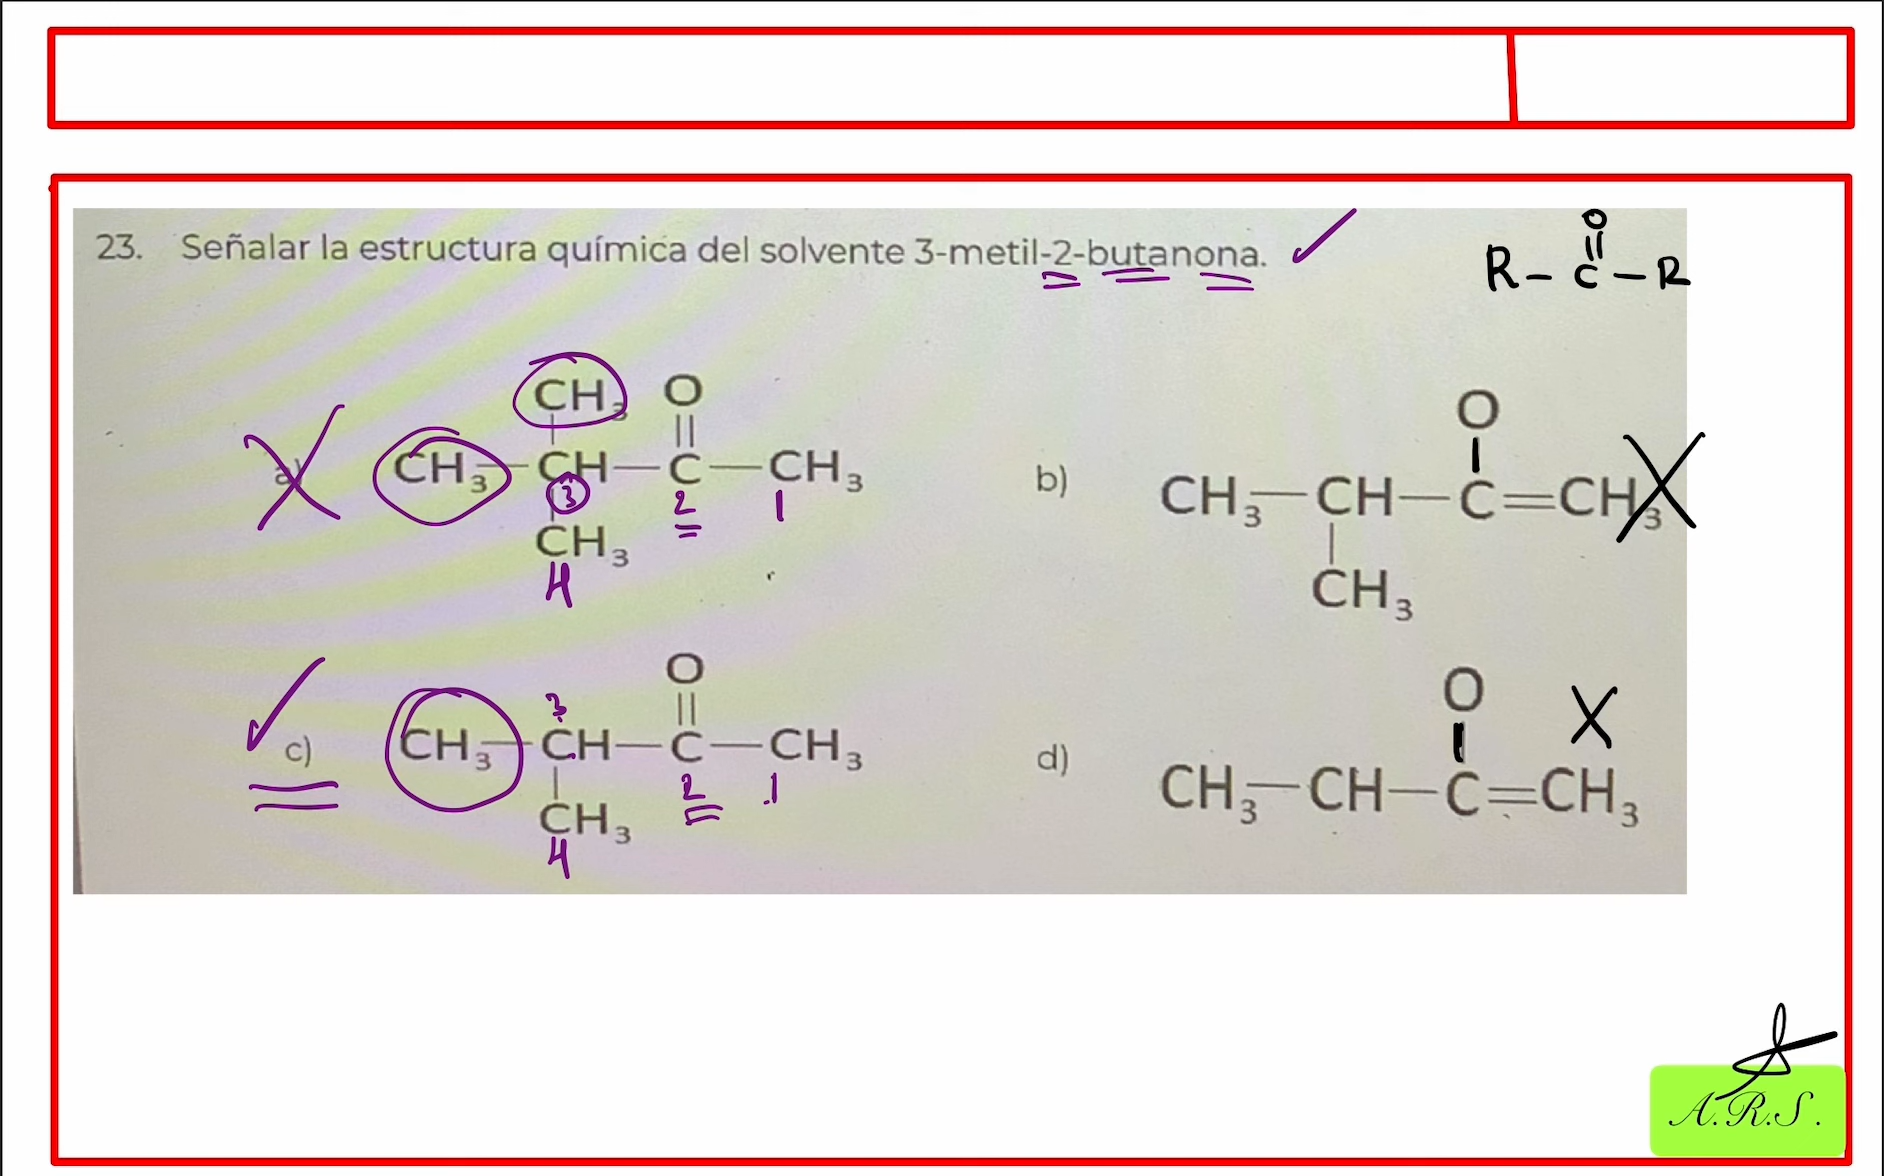 23. Señalar la estructura química del solvente 3-metil-2-butanona.
O
R-C-R
CH3 O
a) CH3-CH-C-CH3
3 2 1
CH3
4
O
b) CH3-CH-C=CH3
CH3
O
3
c) CH3-CH-C-CH3
2 1
CH3
4
O
d) CH3-CH-C=CH3
A.R.S.